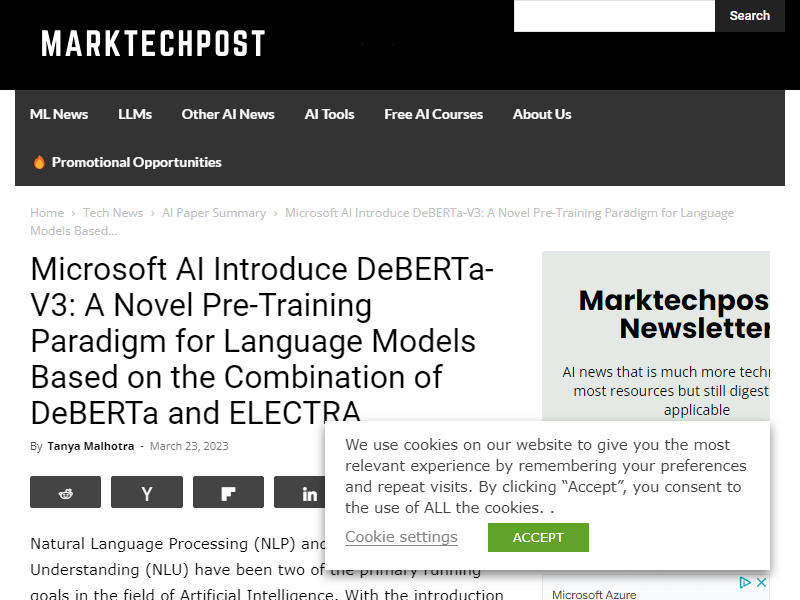 Search
MARKTECHPOST
ML News LLMs Other AI News AI Tools Free AI Courses About Us
Promotional Opportunities
Home › Tech News › AI Paper Summary › Microsoft AI Introduce DeBERTa-V3: A Novel Pre-Training Paradigm for Language
Models Based...
Microsoft AI Introduce DeBERTa-
V3: A Novel Pre-Training
Paradigm for Language Models
Based on the Combination of
DeBERTa and ELECTRA
By Tanya Malhotra - March 23, 2023
Natural Language Processing (NLP) and
Understanding (NLU) have been two of the primary running
goals in the field of Artificial Intelligence. With the introduction
Marktechpos
Newsletter
AI news that is much more techn
most resources but still digest
applicable
We use cookies on our website to give you the most
relevant experience by remembering your preferences
and repeat visits. By clicking “Accept”, you consent to
the use of ALL the cookies. .
Cookie settings ACCEPT
Microsoft Azure